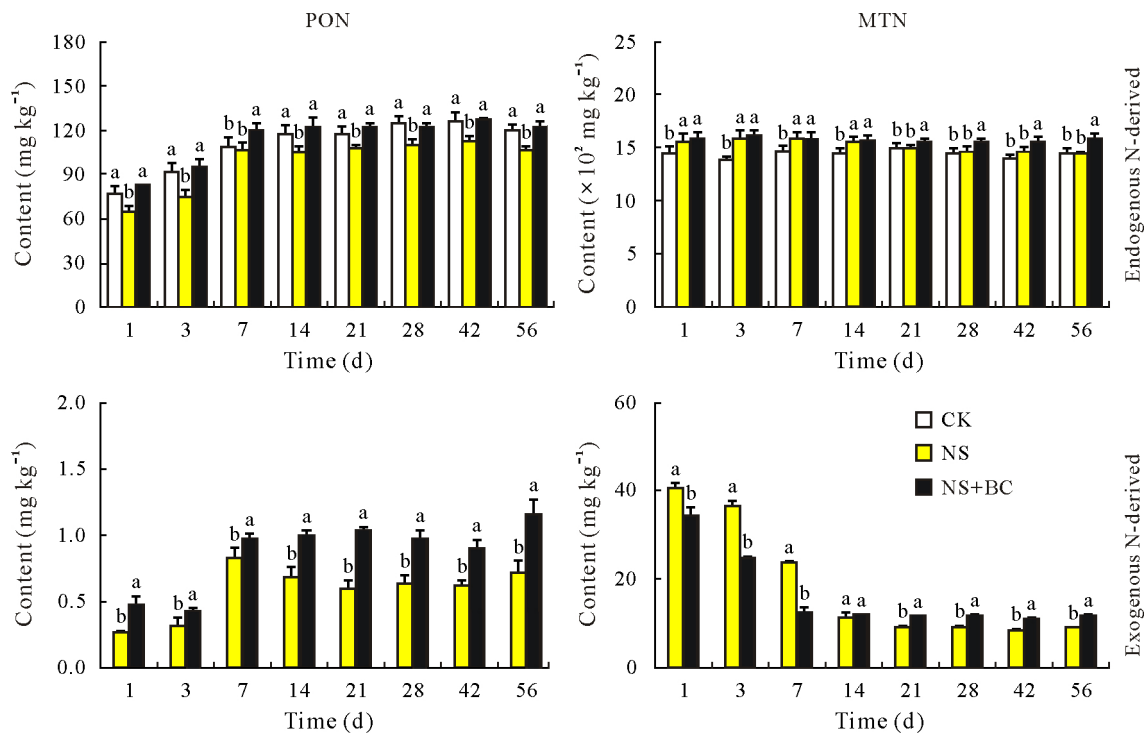 PON
MTN
Content (mg kg⁻¹)
180
150
120
90
60
30
0
a b a
a b a
b b a
a b a
a b a
a b a
a b a
a b a
1 3 7 14 21 28 42 56
Time (d)
Content (×10² mg kg⁻¹)
25
20
15
10
5
0
b a a
b a a
b a a
b a a
b b a
b b a
b b a
b b a
1 3 7 14 21 28 42 56
Time (d)
Endogenous N-derived
Content (mg kg⁻¹)
2.0
1.5
1.0
0.5
0.0
b a
b a
b a
b a
b a
b a
b a
b a
1 3 7 14 21 28 42 56
Time (d)
Content (mg kg⁻¹)
60
40
20
0
a b
a b
a b
a a
b a
b a
b a
b a
CK
NS
NS+BC
1 3 7 14 21 28 42 56
Time (d)
Exogenous N-derived